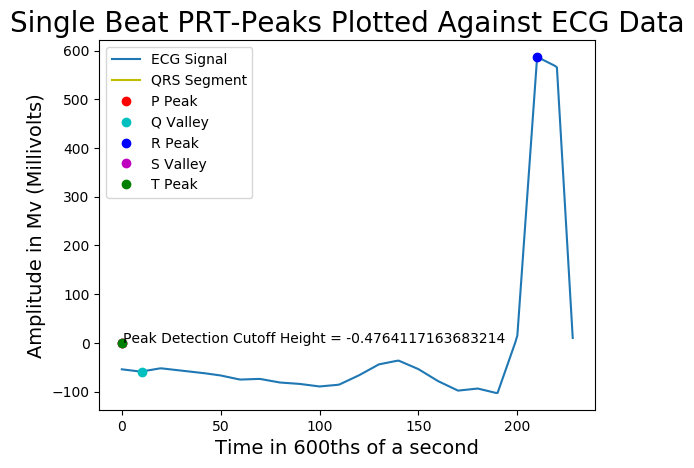 Single Beat PRT-Peaks Plotted Against ECG Data
600
500
400
300
200
100
0
−100
Amplitude in Mv (Millivolts)
ECG Signal
QRS Segment
P Peak
Q Valley
R Peak
S Valley
T Peak
Peak Detection Cutoff Height = -0.4764117163683214
0
50
100
150
200
Time in 600ths of a second